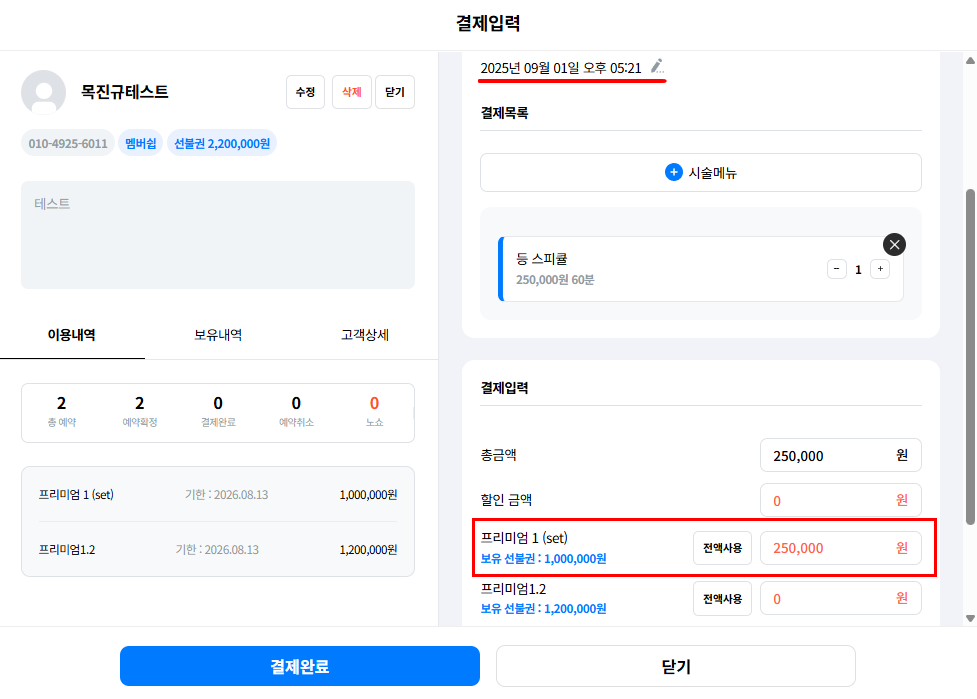 결제입력
목진규테스트
수정
삭제
닫기
010-4925-6011
멤버쉽
선불권 2,200,000원
테스트
이용내역
보유내역
고객상세
2
2
0
0
0
총 예약
예약확정
결제완료
예약취소
노쇼
프리미엄 1 (set)
기한 : 2026.08.13
1,000,000원
프리미엄1.2
기한 : 2026.08.13
1,200,000원
2025년 09월 01일 오후 05:21
결제목록
시술메뉴
등 스피큘
250,000원 60분
1
결제입력
총금액
250,000 원
할인 금액
0 원
프리미엄 1 (set)
보유 선불권 : 1,000,000원
전액사용
250,000 원
프리미엄1.2
보유 선불권 : 1,200,000원
전액사용
0 원
결제완료
닫기